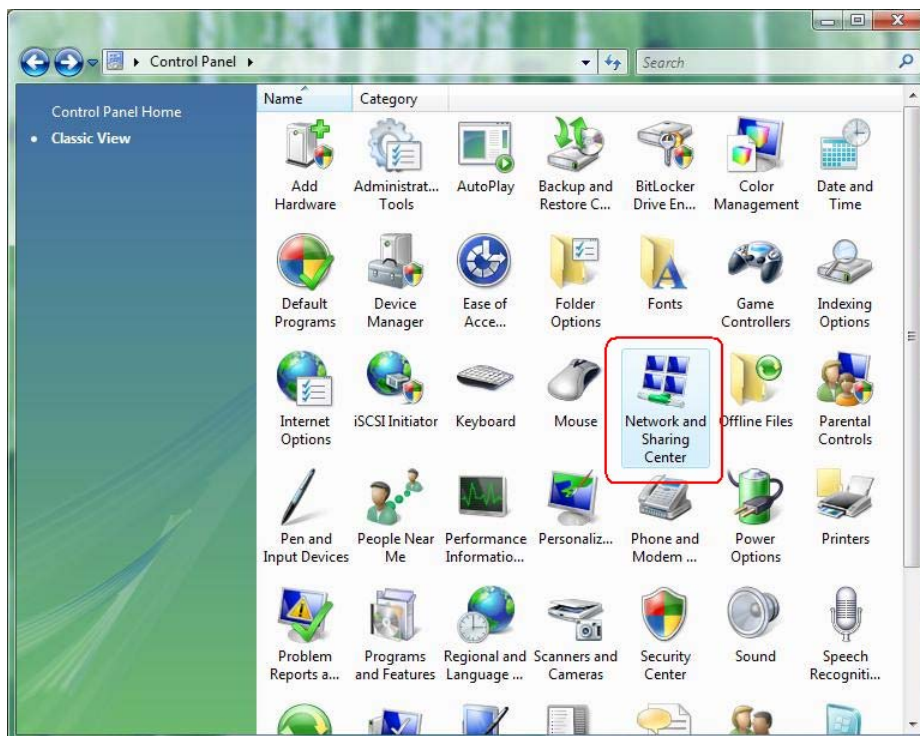 Control Panel
Search
Control Panel Home
Classic View
Name Category
Add Hardware
Administrat... Tools
AutoPlay
Backup and Restore C...
BitLocker Drive En...
Color Management
Date and Time
Default Programs
Device Manager
Ease of Acce...
Folder Options
Fonts
Game Controllers
Indexing Options
Internet Options
iSCSI Initiator
Keyboard
Mouse
Network and Sharing Center
Offline Files
Parental Controls
Pen and Input Devices
People Near Me
Performance Informatio...
Personaliz...
Phone and Modem ...
Power Options
Printers
Problem Reports a...
Programs and Features
Regional and Language ...
Scanners and Cameras
Security Center
Sound
Speech Recogniti...